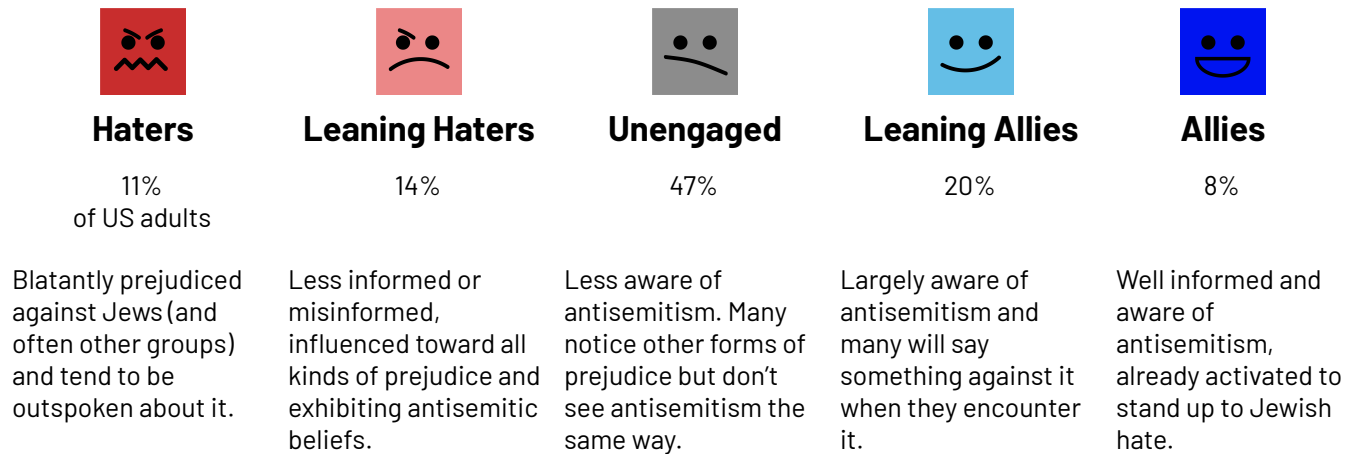 Haters
11%
of US adults
Blatantly prejudiced
against Jews (and
often other groups)
and tend to be
outspoken about it.
Leaning Haters
14%
Less informed or
misinformed,
influenced toward all
kinds of prejudice and
exhibiting antisemitic
beliefs.
Unengaged
47%
Less aware of
antisemitism. Many
notice other forms of
prejudice but don’t
see antisemitism the
same way.
Leaning Allies
20%
Largely aware of
antisemitism and
many will say
something against it
when they encounter
it.
Allies
8%
Well informed and
aware of
antisemitism,
already activated to
stand up to Jewish
hate.